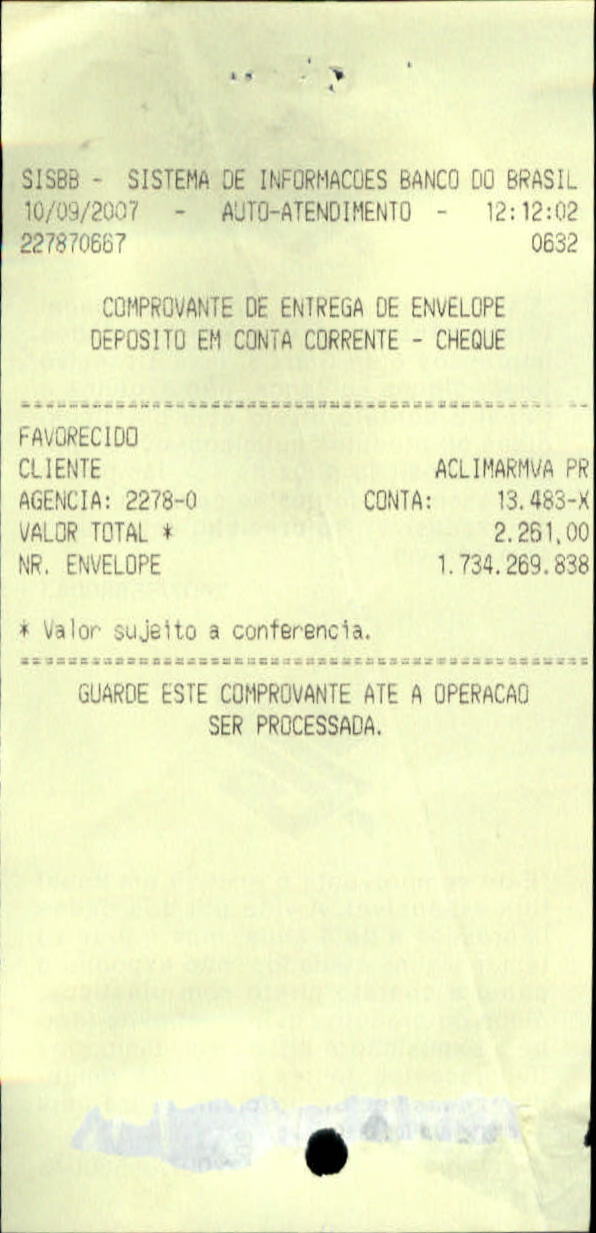 SISBB - SISTEMA DE INFORMACOES BANCO DO BRASIL
10/09/2007 - AUTO-ATENDIMENTO - 12:12:02
227870667 0632
COMPROVANTE DE ENTREGA DE ENVELOPE
DEPOSITO EM CONTA CORRENTE - CHEQUE
FAVORECIDO
CLIENTE ACLIMARMVA PR
AGENCIA: 2278-0 CONTA: 13.483-X
VALOR TOTAL * 2.261,00
NR. ENVELOPE 1.734.269.838
* Valor sujeito a conferencia.
GUARDE ESTE COMPROVANTE ATE A OPERACAO
SER PROCESSADA.